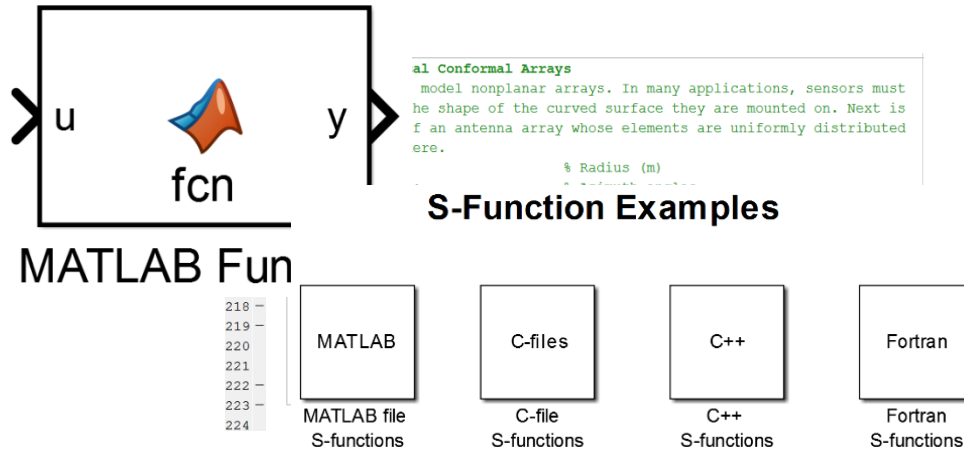 u
y
fcn
MATLAB Fun
al Conformal Arrays
model nonplanar arrays. In many applications, sensors must
he shape of the curved surface they are mounted on. Next is
f an antenna array whose elements are uniformly distributed
ere.
% Radius (m)
S-Function Examples
218 –
219 –
220
221
222 –
223 –
224
MATLAB
C-files
C++
Fortran
MATLAB file
S-functions
C-file
S-functions
C++
S-functions
Fortran
S-functions